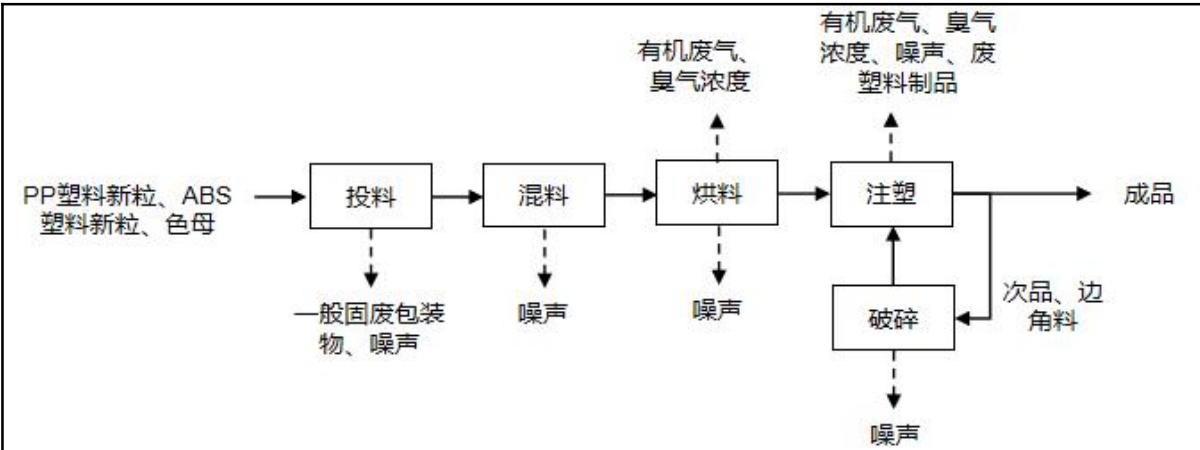 有机废气、
臭气浓度
有机废气、臭气
浓度、噪声、废
塑料制品
PP塑料新粒、ABS
塑料新粒、色母
投料
混料
烘料
注塑
成品
一般固废包装
物、噪声
噪声
噪声
破碎
次品、边
角料
噪声